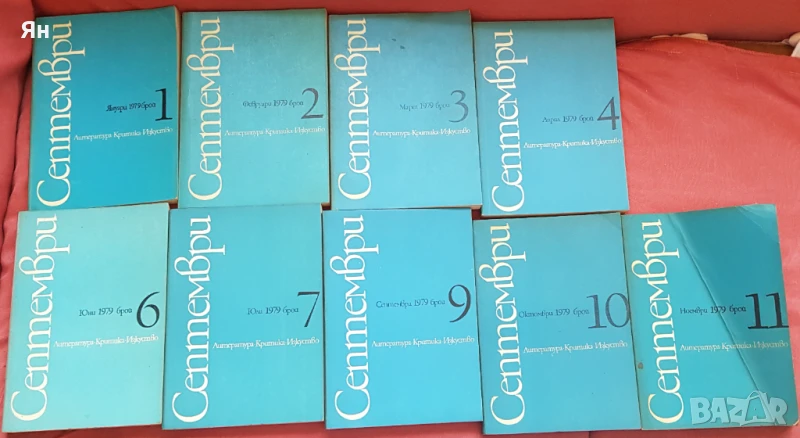 Ян
Септември
Януари 1979 брой 1
Литература·Критика·Изкуство
Септември
Февруари 1979 брой 2
Литература·Критика·Изкуство
Септември
Март 1979 брой 3
Литература·Критика·Изкуство
Септември
Април 1979 брой 4
Литература·Критика·Изкуство
Септември
Юни 1979 брой 6
Литература·Критика·Изкуство
Септември
Юли 1979 брой 7
Литература·Критика·Изкуство
Септември
Септември 1979 брой 9
Литература·Критика·Изкуство
Септември
Октомври 1979 брой 10
Литература·Критика·Изкуство
Септември
Ноември 1979 брой 11
Литература·Критика·Изкуство
BAZAR